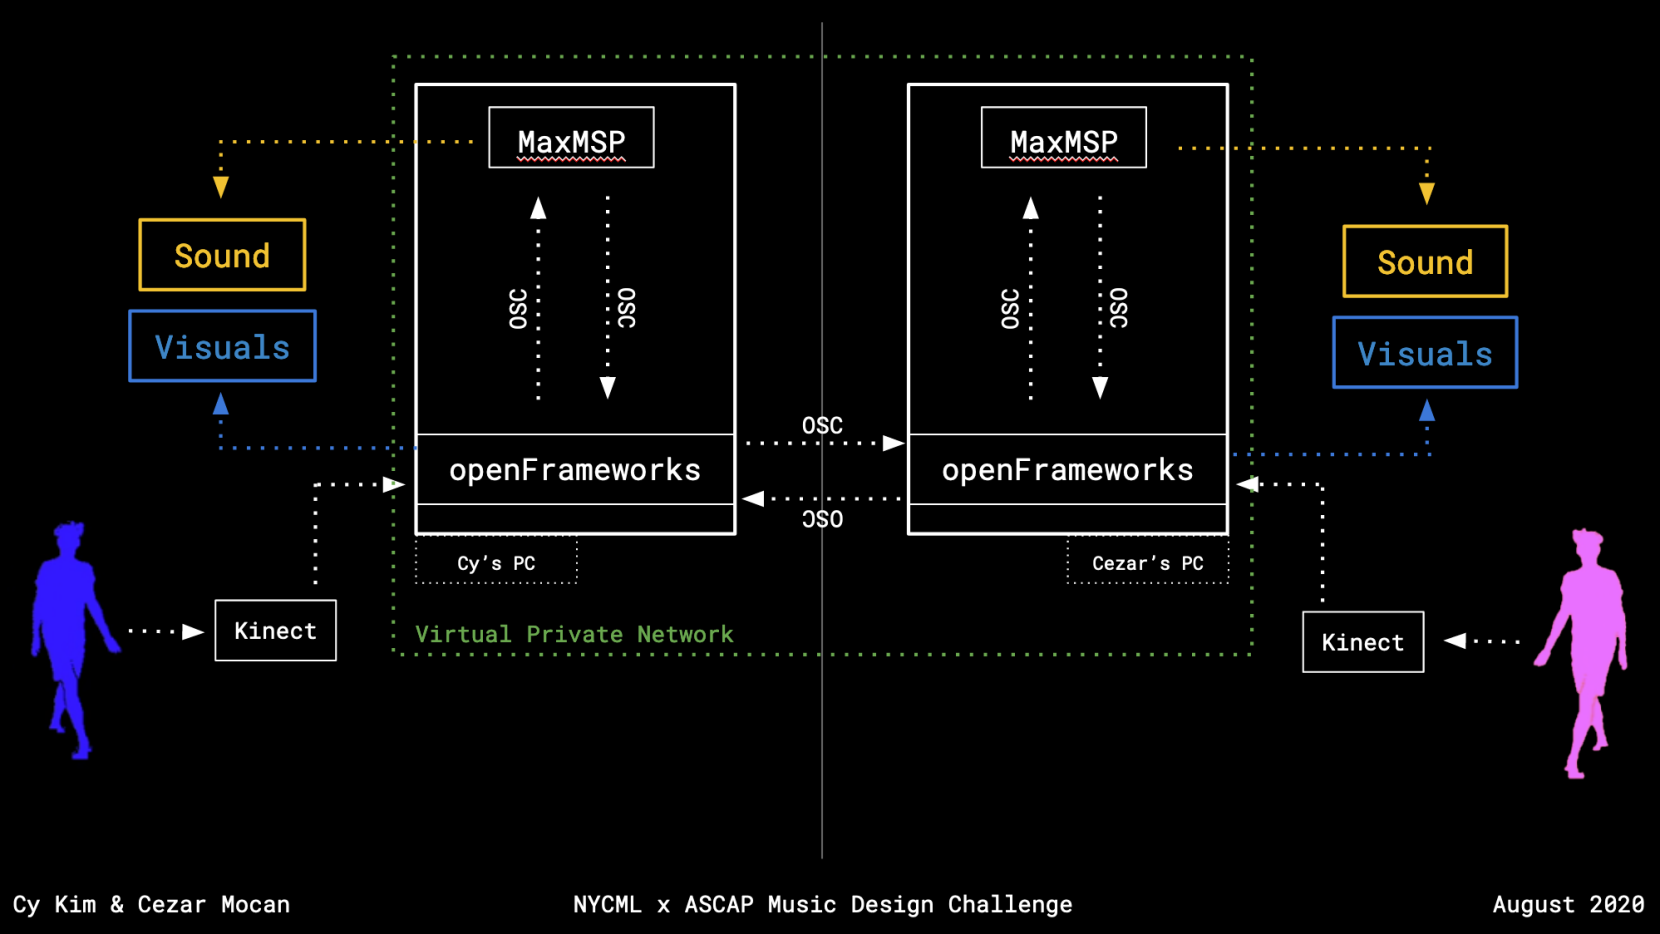 MaxMSP
MaxMSP
Sound
Sound
Visuals
Visuals
OSC
OSC
OSC
OSC
OSC
openFrameworks
openFrameworks
OSC
Cy's PC
Cezar's PC
Kinect
Virtual Private Network
Kinect
Cy Kim & Cezar Mocan
NYCML x ASCAP Music Design Challenge
August 2020